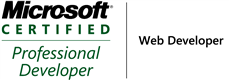 Microsoft
CERTIFIED
Professional
Developer
Web Developer